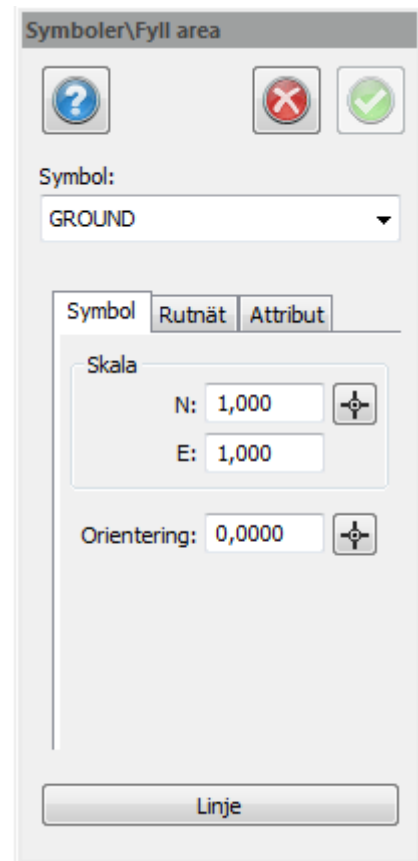 Symboler\Fyll area
Symbol:
GROUND
Symbol Rutnät Attribut
Skala
N: 1,000
E: 1,000
Orientering: 0,0000
Linje